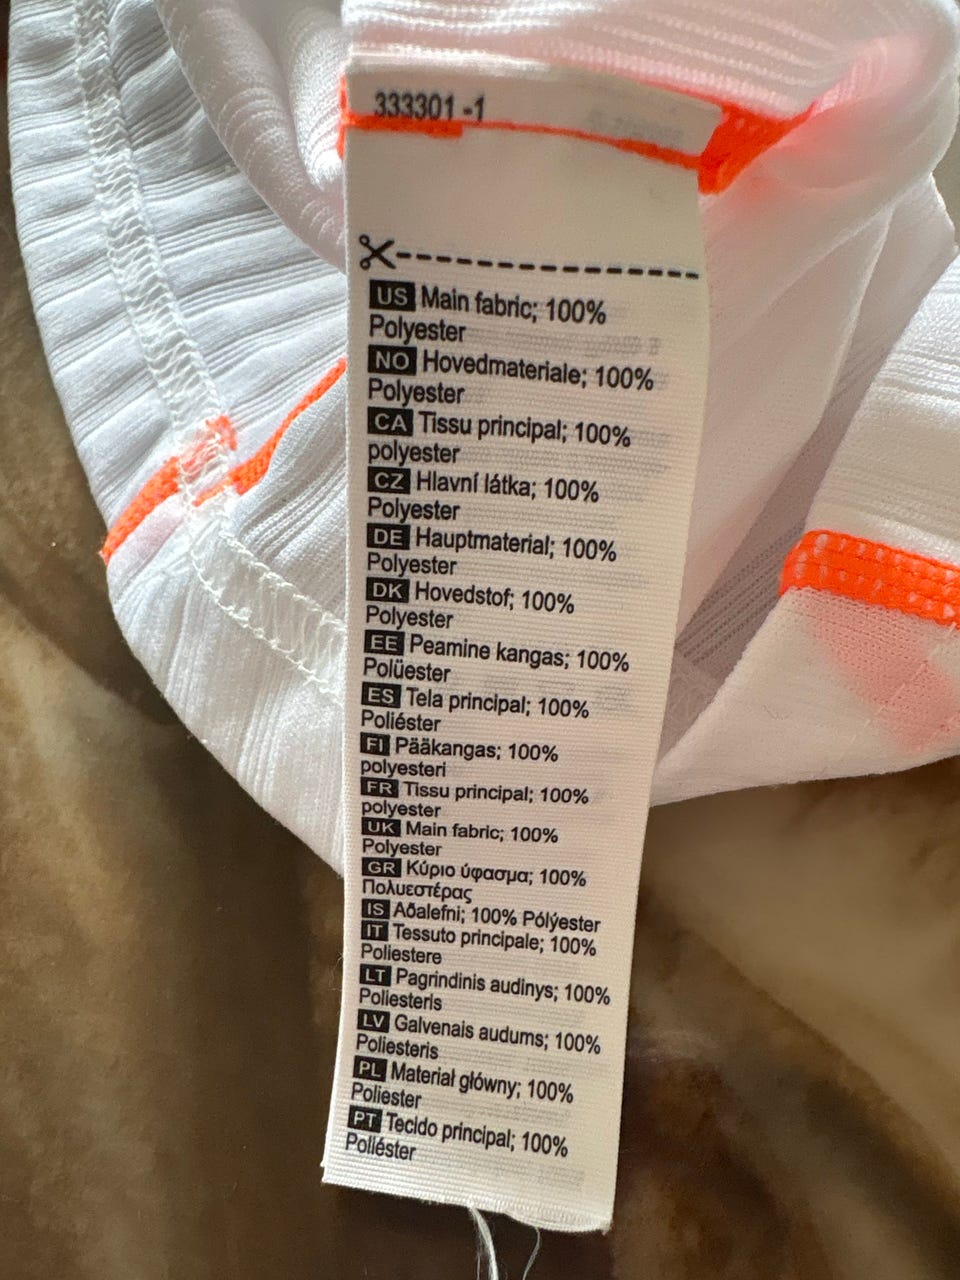 333301 -1
US Main fabric; 100%
Polyester
NO Hovedmateriale; 100%
Polyester
CA Tissu principal; 100%
polyester
CZ Hlavní látka; 100%
Polyester
DE Hauptmaterial; 100%
Polyester
DK Hovedstof; 100%
Polyester
EE Peamine kangas; 100%
Polüester
ES Tela principal; 100%
Poliéster
FI Pääkangas; 100%
polyesteri
FR Tissu principal; 100%
polyester
UK Main fabric; 100%
Polyester
GR Κύριο ύφασμα; 100%
Πολυεστέρας
IS Aðalefni; 100% Pólýester
IT Tessuto principale; 100%
Poliestere
LT Pagrindinis audinys; 100%
Poliesteris
LV Galvenais audums; 100%
Poliesteris
PL Materiał główny; 100%
Poliester
PT Tecido principal; 100%
Poliéster